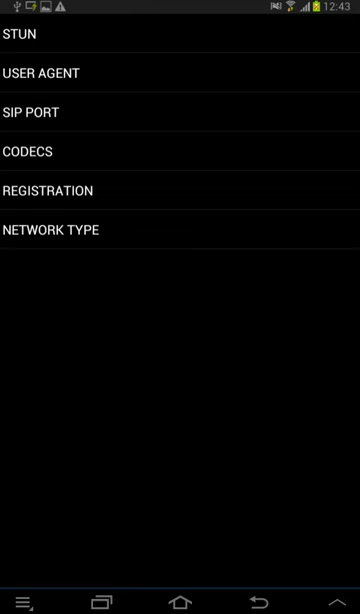 12:43
STUN
USER AGENT
SIP PORT
CODECS
REGISTRATION
NETWORK TYPE